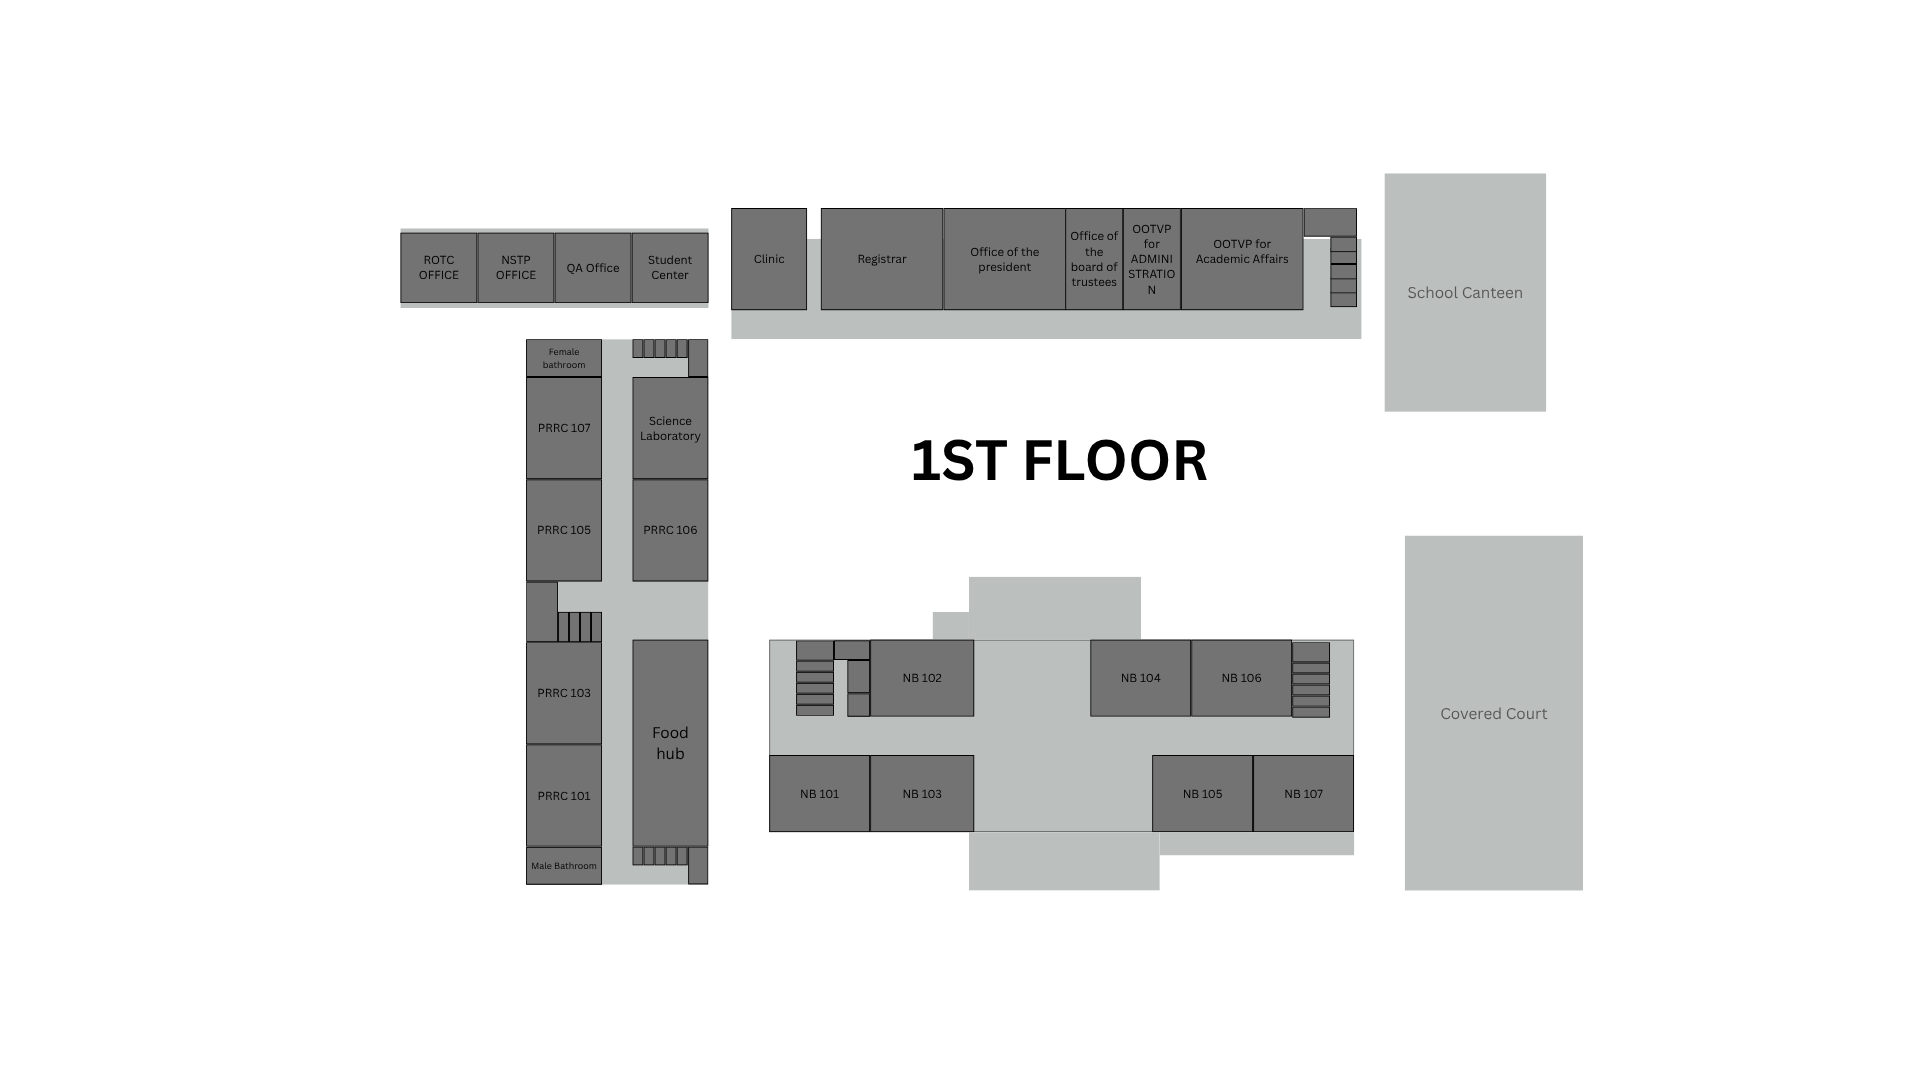 ROTC
OFFICE
NSTP
OFFICE
QA Office
Student
Center
Clinic
Registrar
Office of the
president
Office of
the
board of
trustees
OOTVP
for
ADMINI
STRATIO
N
OOTVP for
Academic Affairs
School Canteen
Female
bathroom
PRRC 107
Science
Laboratory
1ST FLOOR
PRRC 105
PRRC 106
PRRC 103
Food
hub
PRRC 101
Male Bathroom
NB 102
NB 104
NB 106
NB 101
NB 103
NB 105
NB 107
Covered Court